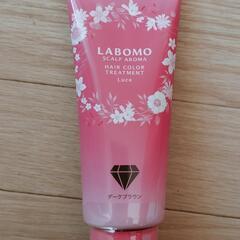 LABOMO
SCALP AROMA
HAIR COLOR
TREATMENT
Luce
ダークブラウン